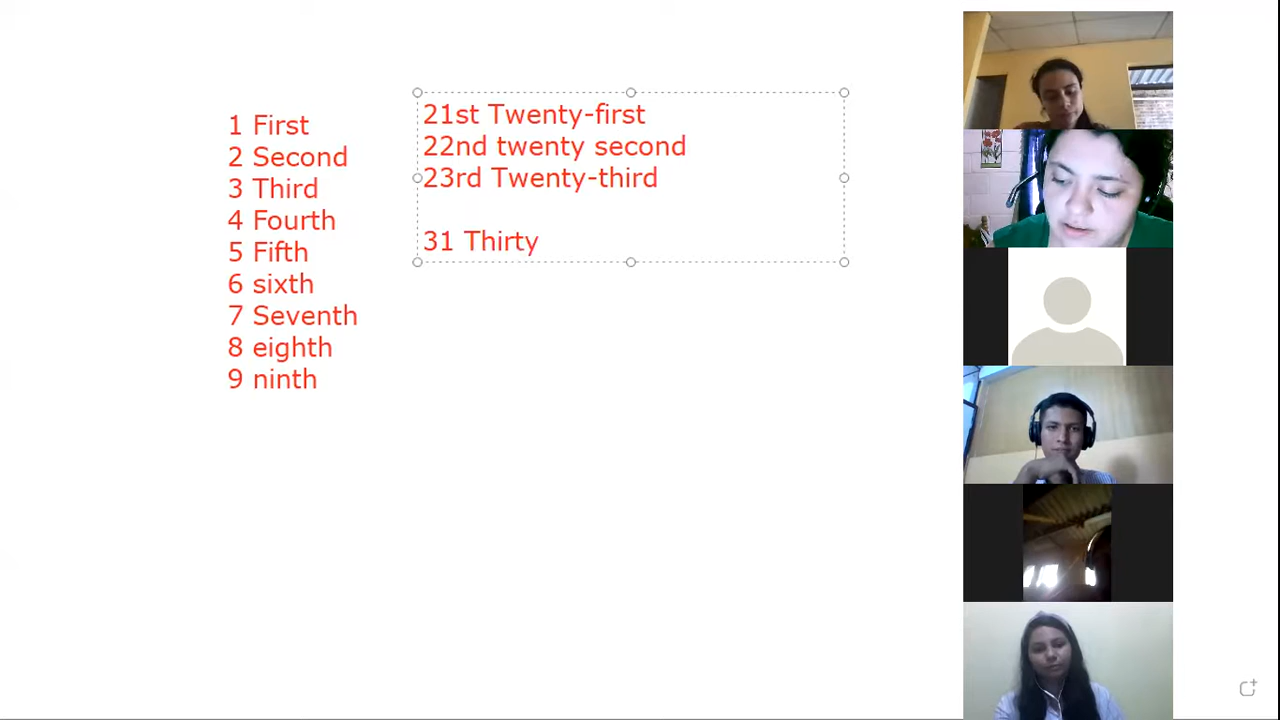 1 First
2 Second
3 Third
4 Fourth
5 Fifth
6 sixth
7 Seventh
8 eighth
9 ninth
21st Twenty-first
22nd twenty second
23rd Twenty-third
31 Thirty